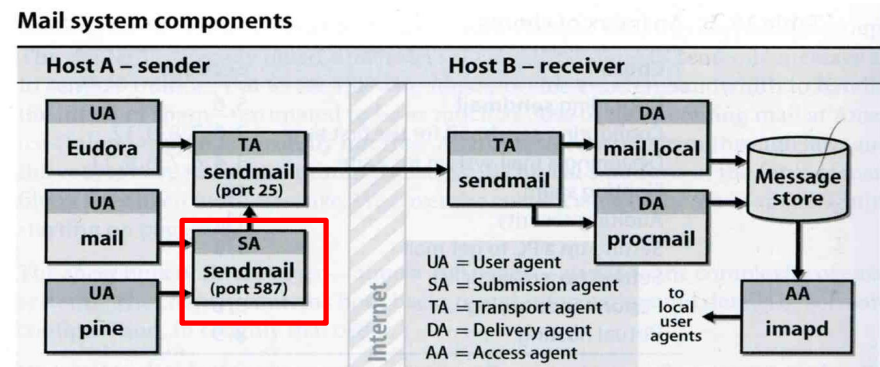 Mail system components
Host A – sender
Host B – receiver
UA
Eudora
UA
mail
UA
pine
TA
sendmail
(port 25)
SA
sendmail
(port 587)
Internet
TA
sendmail
DA
mail.local
DA
procmail
Message
store
AA
imapd
to
local
user
agents
UA = User agent
SA = Submission agent
TA = Transport agent
DA = Delivery agent
AA = Access agent